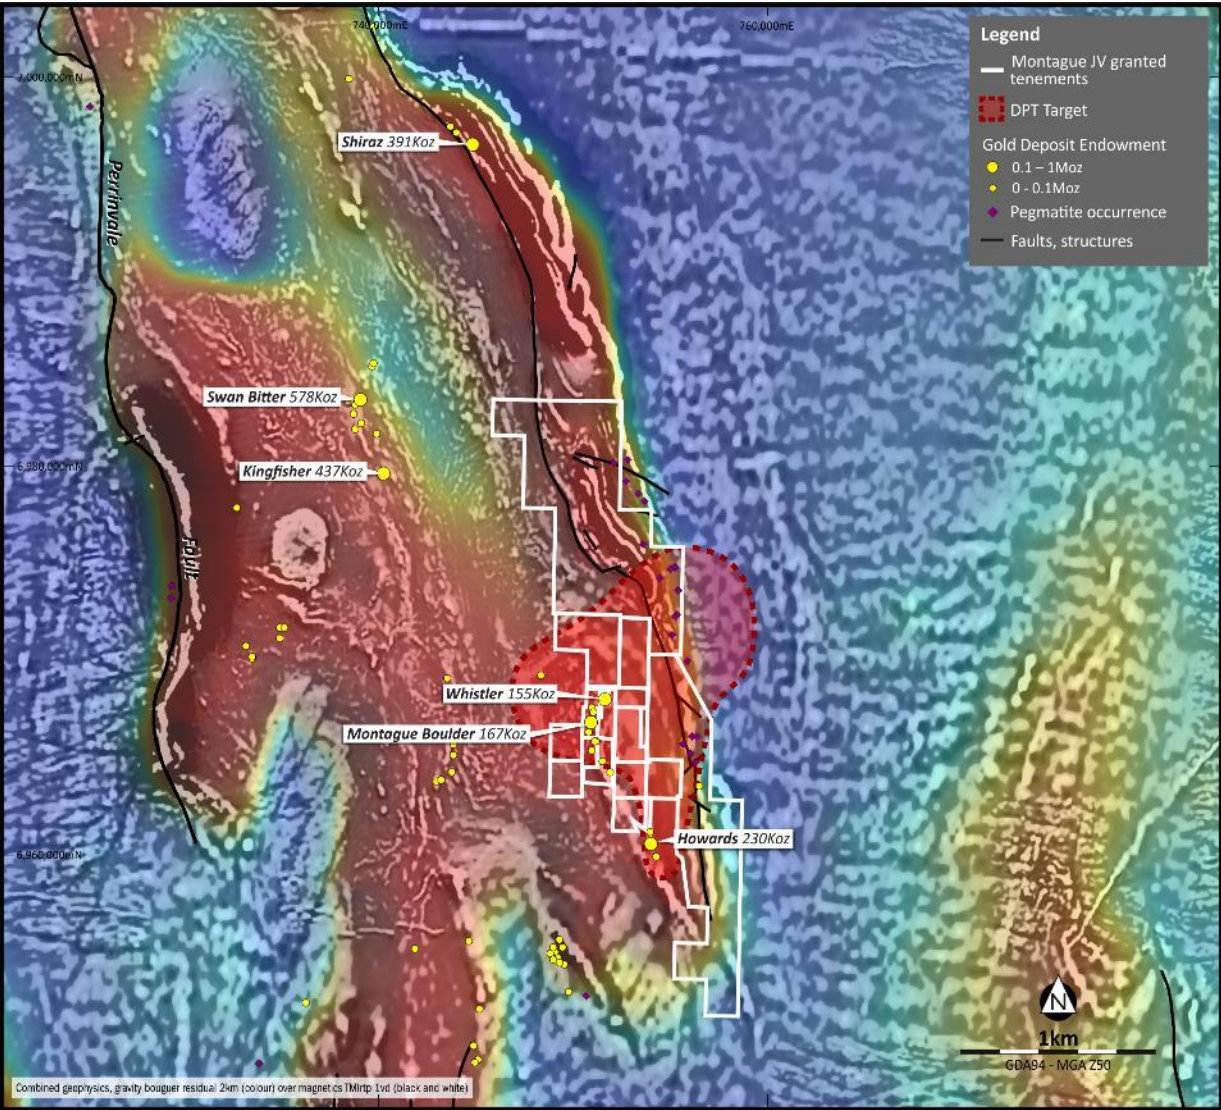 740,000mE
760,000mE
7,000,000mN
Legend
Montague JV granted
tenements
DPT Target
Gold Deposit Endowment
0.1 – 1Moz
0 - 0.1Moz
Pegmatite occurrence
Faults, structures
Shiraz 391Koz
Perrinvale
Swan Bitter 578Koz
6,980,000mN
Kingfisher 437Koz
Fault
Whistler 155Koz
Montague Boulder 167Koz
Howards 230Koz
6,960,000mN
N
1km
GDA94 - MGA Z50
Combined geophysics, gravity bouguer residual 2km (colour) over magnetics TMIrtp 1vd (black and white)